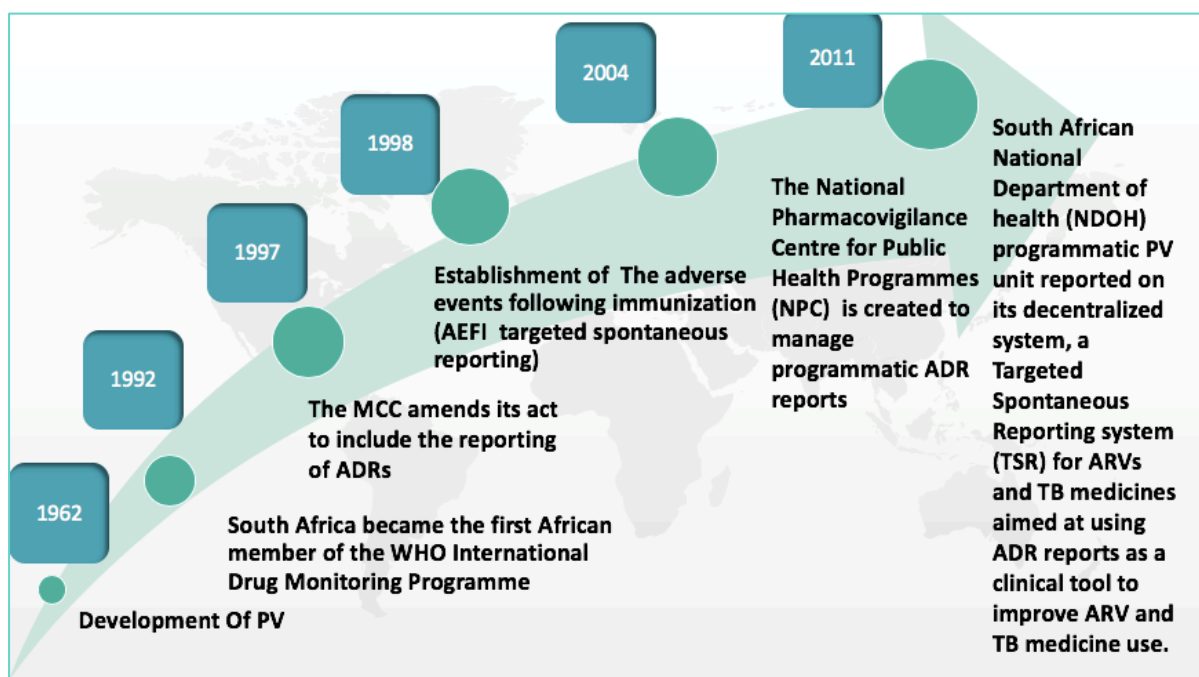 1962
Development Of PV
1992
South Africa became the first African
member of the WHO International
Drug Monitoring Programme
1997
The MCC amends its act
to include the reporting
of ADRs
1998
Establishment of  The adverse
events following immunization
(AEFI  targeted spontaneous
reporting)
2004
The National
Pharmacovigilance
Centre for Public
Health Programmes
(NPC)  is created to
manage
programmatic ADR
reports
2011
South African
National
Department of
health (NDOH)
programmatic PV
unit reported on
its decentralized
system, a
Targeted
Spontaneous
Reporting system
(TSR) for ARVs
and TB medicines
aimed at using
ADR reports as a
clinical tool to
improve ARV and
TB medicine use.